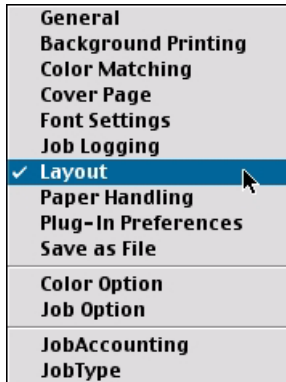 General
Background Printing
Color Matching
Cover Page
Font Settings
Job Logging
✓ Layout
Paper Handling
Plug-In Preferences
Save as File
Color Option
Job Option
JobAccounting
JobType